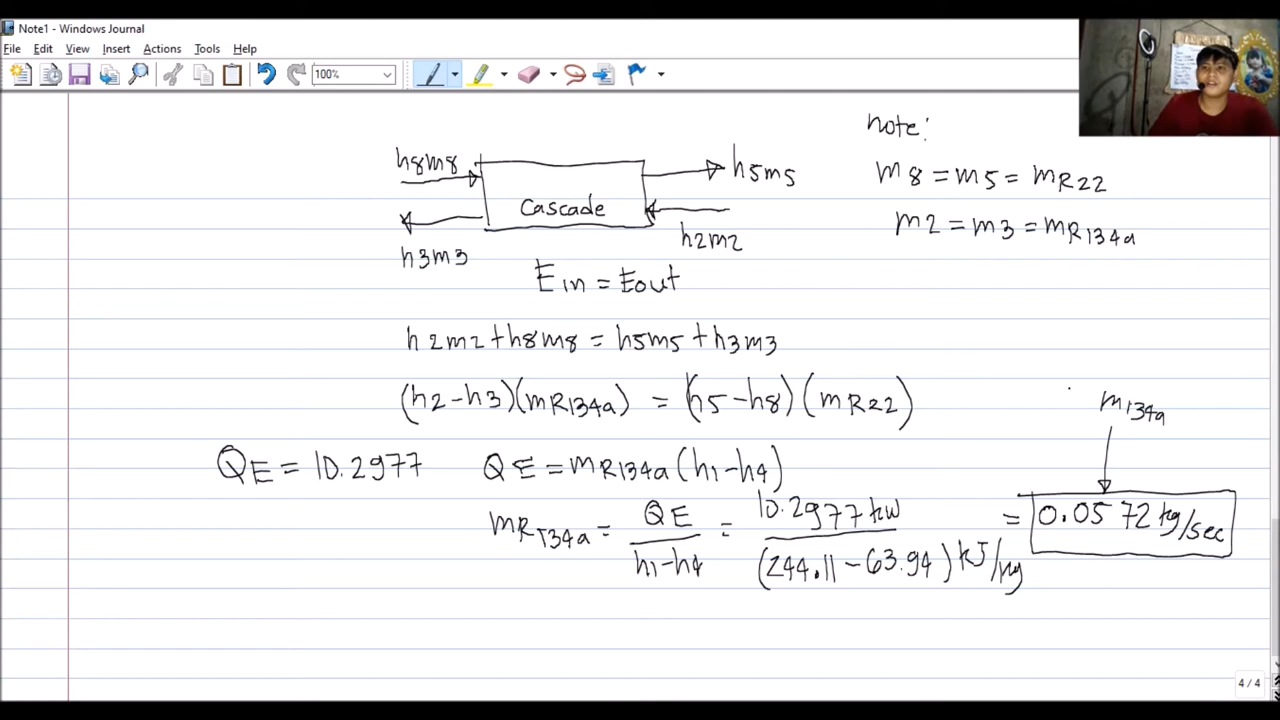 Note1 - Windows Journal
File Edit View Insert Actions Tools Help
100%
note:
h8m8
h5m5
m8 = m5 = mR22
Cascade
m2 = m3 = mR134a
h3m3
h2m2
Ein = Eout
h2m2+h8m8 = h5m5+h3m3
(h2-h3)(mR134a) = (h5-h8)(mR22)
m134a
QE = 10.2977
QE = mR134a(h1-h4)
mR134a = QE / h1-h4 = 10.2977kw / (244.11-63.94) kJ/kg = 0.0572 kg/sec
4 / 4